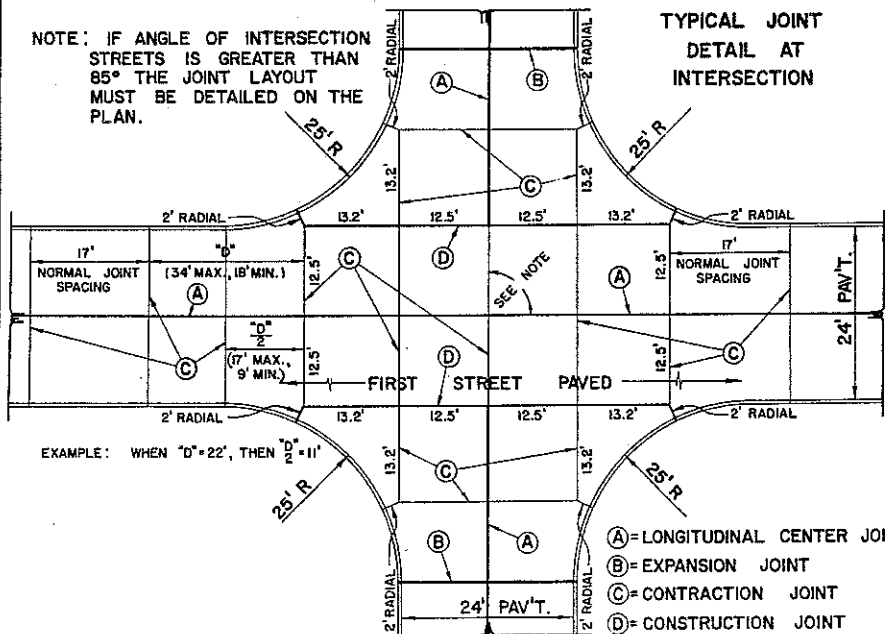 NOTE: IF ANGLE OF INTERSECTION
STREETS IS GREATER THAN
85° THE JOINT LAYOUT
MUST BE DETAILED ON THE
PLAN.
TYPICAL JOINT
DETAIL AT
INTERSECTION
2' RADIAL
2' RADIAL
A
B
25' R
25' R
C
13.2'
13.2'
2' RADIAL
13.2'
12.5'
12.5'
13.2'
2' RADIAL
17'
NORMAL JOINT
SPACING
"D"
(34' MAX., 18' MIN.)
12.5'
C
D
SEE NOTE
A
12.5'
17'
NORMAL JOINT
SPACING
24' PAV'T.
A
"D"
2
(17' MAX.,
9' MIN.)
C
12.5'
D
12.5'
C
FIRST STREET PAVED
2' RADIAL
13.2'
12.5'
12.5'
13.2'
2' RADIAL
EXAMPLE: WHEN "D"=22', THEN "D"/2=11'
13.2'
C
13.2'
25' R
25' R
B
A
2' RADIAL
24' PAV'T.
2' RADIAL
A = LONGITUDINAL CENTER JOI
B = EXPANSION JOINT
C = CONTRACTION JOINT
D = CONSTRUCTION JOINT